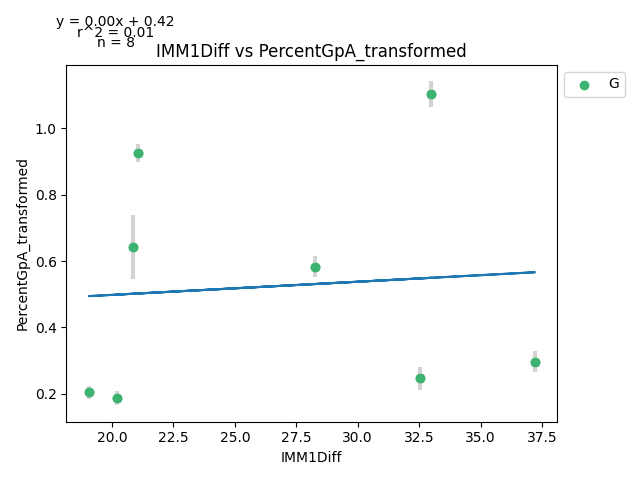 y = 0.00x + 0.42
r^2 = 0.01
n = 8
IMM1Diff vs PercentGpA_transformed
G
1.0
0.8
0.6
0.4
0.2
PercentGpA_transformed
20.0 22.5 25.0 27.5 30.0 32.5 35.0 37.5
IMM1Diff